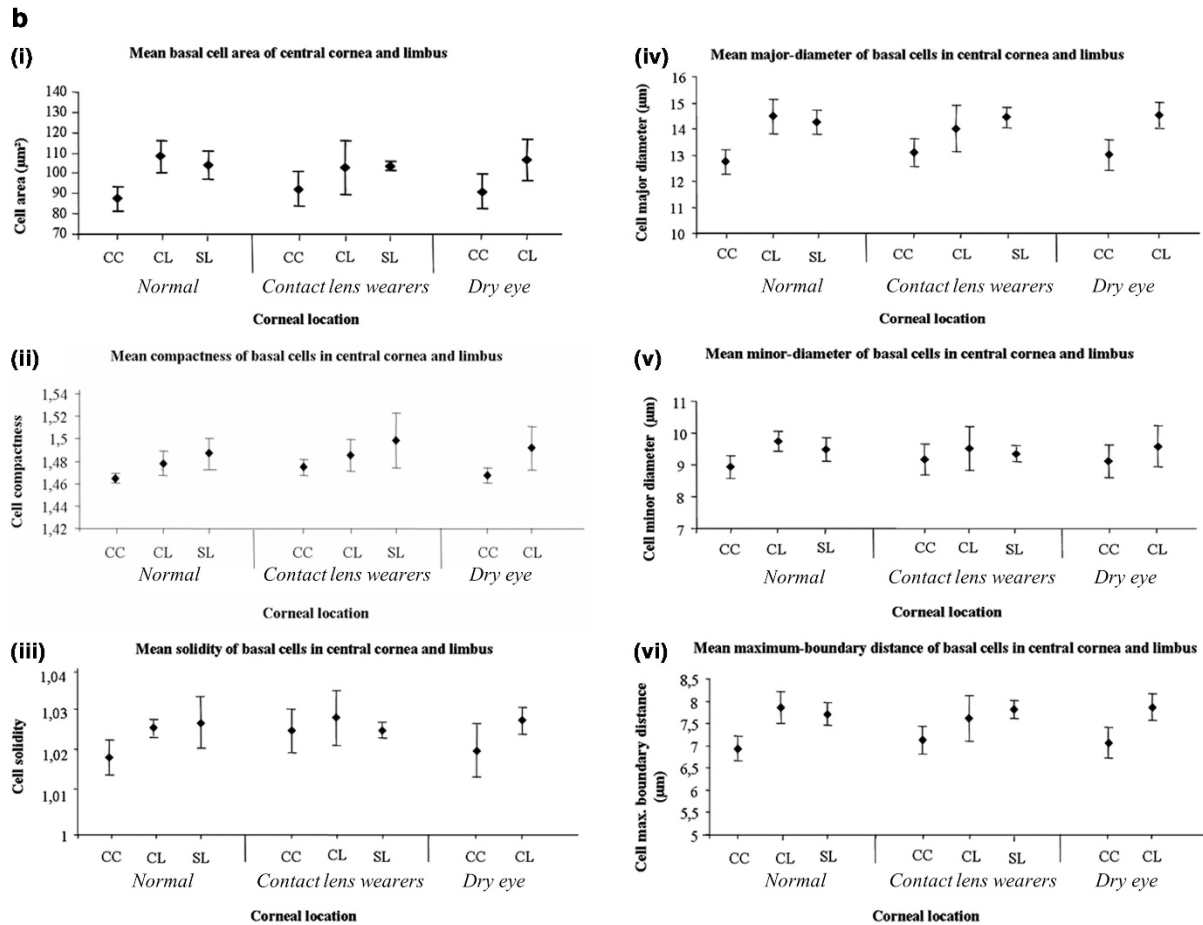 b
(i)
Mean basal cell area of central cornea and limbus
Cell area (µm²)
140
130
120
110
100
90
80
70
CC CL SL CC CL SL CC CL
Normal Contact lens wearers Dry eye
Corneal location
(ii)
Mean compactness of basal cells in central cornea and limbus
Cell compactness
1,54
1,52
1,5
1,48
1,46
1,44
1,42
CC CL SL CC CL SL CC CL
Normal Contact lens wearers Dry eye
Corneal location
(iii)
Mean solidity of basal cells in central cornea and limbus
Cell solidity
1,04
1,03
1,02
1,01
1
CC CL SL CC CL SL CC CL
Normal Contact lens wearers Dry eye
Corneal location
(iv)
Mean major-diameter of basal cells in central cornea and limbus
Cell major diameter (µm)
16
15
14
13
12
11
10
CC CL SL CC CL SL CC CL
Normal Contact lens wearers Dry eye
Corneal location
(v)
Mean minor-diameter of basal cells in central cornea and limbus
Cell minor diameter (µm)
11
10
9
8
7
CC CL SL CC CL SL CC CL
Normal Contact lens wearers Dry eye
Corneal location
(vi)
Mean maximum-boundary distance of basal cells in central cornea and limbus
Cell max. boundary distance
(µm)
8,5
8
7,5
7
6,5
6
5,5
5
CC CL SL CC CL SL CC CL
Normal Contact lens wearers Dry eye
Corneal location